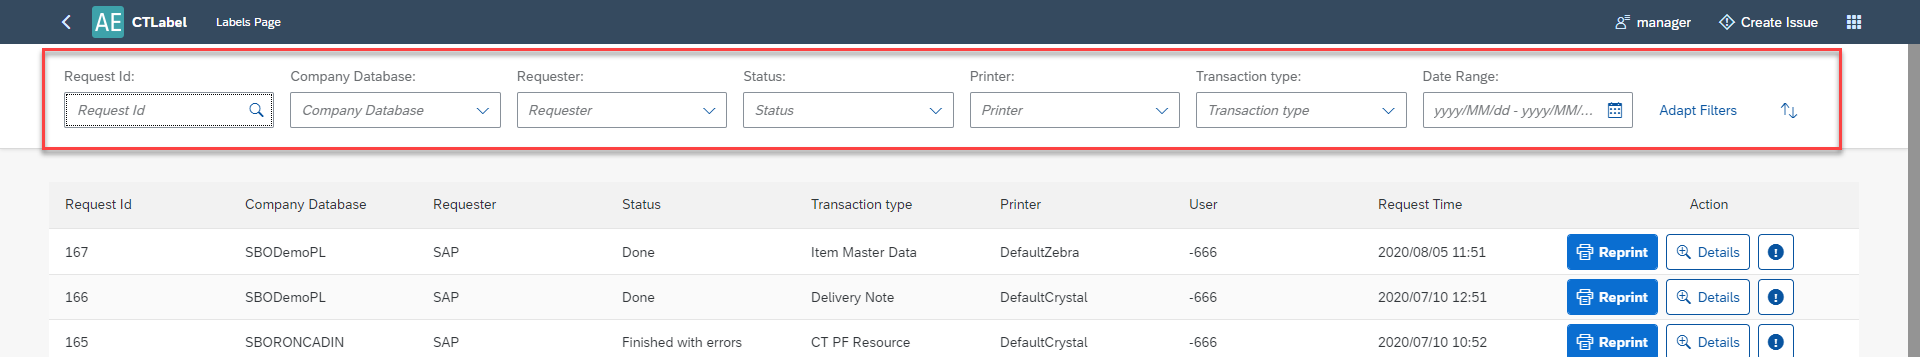 AE CTLabel Labels Page manager Create Issue
Request Id: Company Database: Requester: Status: Printer: Transaction type: Date Range:
Request Id Company Database Requester Status Printer Transaction type yyyy/MM/dd - yyyy/MM/... Adapt Filters
Request Id Company Database Requester Status Transaction type Printer User Request Time Action
167 SBODemoPL SAP Done Item Master Data DefaultZebra -666 2020/08/05 11:51 Reprint Details
166 SBODemoPL SAP Done Delivery Note DefaultCrystal -666 2020/07/10 12:51 Reprint Details
165 SBORONCADIN SAP Finished with errors CT PF Resource DefaultCrystal -666 2020/07/10 10:52 Reprint Details